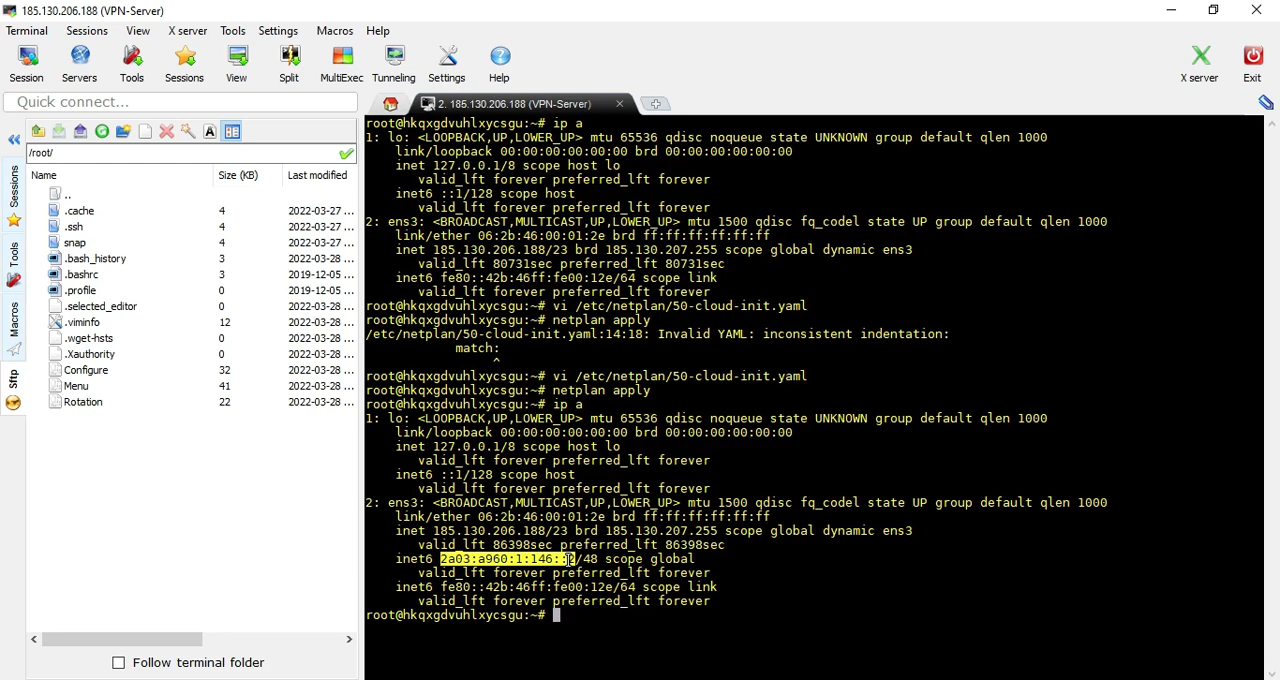 185.130.206.188 (VPN-Server)
Terminal Sessions View X server Tools Settings Macros Help
Session Servers Tools Sessions View Split MultiExec Tunneling Settings Help X server Exit
Quick connect...
2. 185.130.206.188 (VPN-Server)
/root/
Name Size (KB) Last modified
..
.cache 4 2022-03-27 ...
.ssh 4 2022-03-27 ...
snap 4 2022-03-27 ...
.bash_history 3 2022-03-28 ...
.bashrc 3 2019-12-05 ...
.profile 0 2019-12-05 ...
.selected_editor 0 2022-03-28 ...
.viminfo 12 2022-03-28 ...
.wget-hsts 0 2022-03-28 ...
.Xauthority 0 2022-03-28 ...
Configure 32 2022-03-28 ...
Menu 41 2022-03-28 ...
Rotation 22 2022-03-28 ...
Follow terminal folder
Sessions
Tools
Macros
Sftp
root@hkqxgdvuhlxycsgu:~# ip a
1: lo: <LOOPBACK,UP,LOWER_UP> mtu 65536 qdisc noqueue state UNKNOWN group default qlen 1000
link/loopback 00:00:00:00:00:00 brd 00:00:00:00:00:00
inet 127.0.0.1/8 scope host lo
valid_lft forever preferred_lft forever
inet6 ::1/128 scope host
valid_lft forever preferred_lft forever
2: ens3: <BROADCAST,MULTICAST,UP,LOWER_UP> mtu 1500 qdisc fq_codel state UP group default qlen 1000
link/ether 06:2b:46:00:01:2e brd ff:ff:ff:ff:ff:ff
inet 185.130.206.188/23 brd 185.130.207.255 scope global dynamic ens3
valid_lft 80731sec preferred_lft 80731sec
inet6 fe80::42b:46ff:fe00:12e/64 scope link
valid_lft forever preferred_lft forever
root@hkqxgdvuhlxycsgu:~# vi /etc/netplan/50-cloud-init.yaml
root@hkqxgdvuhlxycsgu:~# netplan apply
/etc/netplan/50-cloud-init.yaml:14:18: Invalid YAML: inconsistent indentation:
match:
^
root@hkqxgdvuhlxycsgu:~# vi /etc/netplan/50-cloud-init.yaml
root@hkqxgdvuhlxycsgu:~# netplan apply
root@hkqxgdvuhlxycsgu:~# ip a
1: lo: <LOOPBACK,UP,LOWER_UP> mtu 65536 qdisc noqueue state UNKNOWN group default qlen 1000
link/loopback 00:00:00:00:00:00 brd 00:00:00:00:00:00
inet 127.0.0.1/8 scope host lo
valid_lft forever preferred_lft forever
inet6 ::1/128 scope host
valid_lft forever preferred_lft forever
2: ens3: <BROADCAST,MULTICAST,UP,LOWER_UP> mtu 1500 qdisc fq_codel state UP group default qlen 1000
link/ether 06:2b:46:00:01:2e brd ff:ff:ff:ff:ff:ff
inet 185.130.206.188/23 brd 185.130.207.255 scope global dynamic ens3
valid_lft 86398sec preferred_lft 86398sec
inet6 scope global
valid_lft forever preferred_lft forever
inet6 fe80::42b:46ff:fe00:12e/64 scope link
valid_lft forever preferred_lft forever
root@hkqxgdvuhlxycsgu:~#